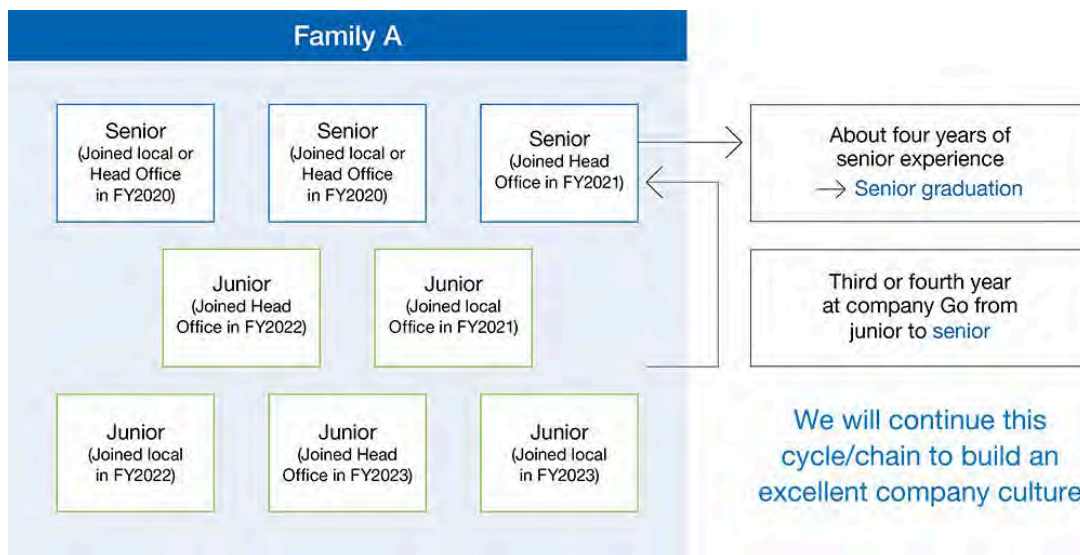 Family A
Senior
(Joined local or
Head Office
in FY2020)
Senior
(Joined local or
Head Office
in FY2020)
Senior
(Joined Head
Office in FY2021)
About four years of
senior experience
→ Senior graduation
Junior
(Joined Head
Office in FY2022)
Junior
(Joined local
Office in FY2021)
Third or fourth year
at company Go from
junior to senior
Junior
(Joined local
in FY2022)
Junior
(Joined Head
Office in FY2023)
Junior
(Joined local
in FY2023)
We will continue this
cycle/chain to build an
excellent company culture